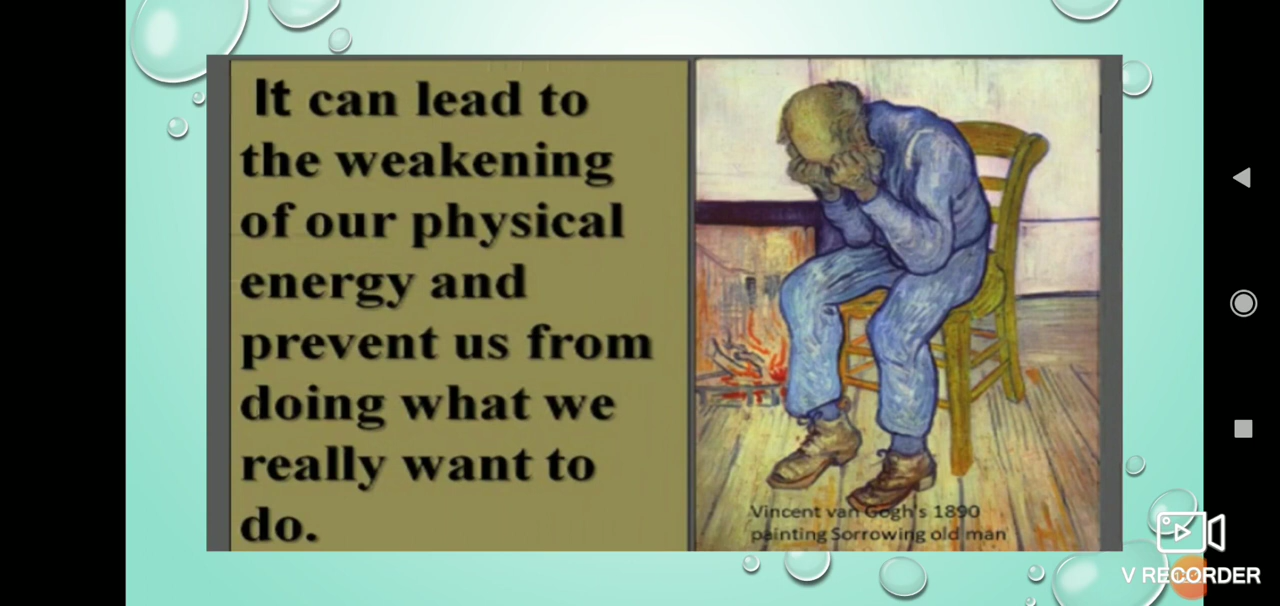 It can lead to
the weakening
of our physical
energy and
prevent us from
doing what we
really want to
do.
Vincent van Gogh's 1890
painting Sorrowing old man
V RECORDER